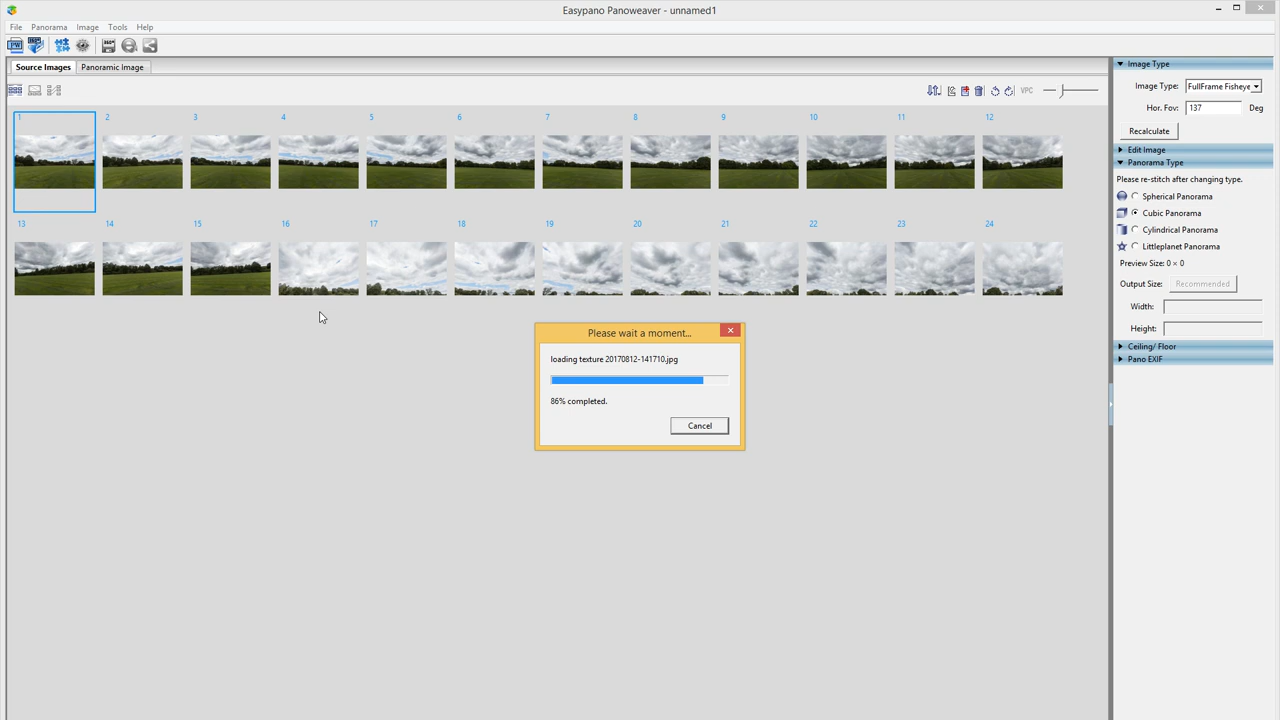 Easypano Panoweaver - unnamed1
File Panorama Image Tools Help
Source Images Panoramic Image
VPC
1 2 3 4 5 6 7 8 9 10 11 12
13 14 15 16 17 18 19 20 21 22 23 24
Please wait a moment...
loading texture 20170812-141710.jpg
86% completed.
Cancel
Image Type
Image Type: FullFrame Fisheye
Hor. Fov: 137 Deg
Recalculate
Edit Image
Panorama Type
Please re-stitch after changing type.
Spherical Panorama
Cubic Panorama
Cylindrical Panorama
Littleplanet Panorama
Preview Size: 0 × 0
Output Size: Recommended
Width:
Height:
Ceiling/ Floor
Pano EXIF